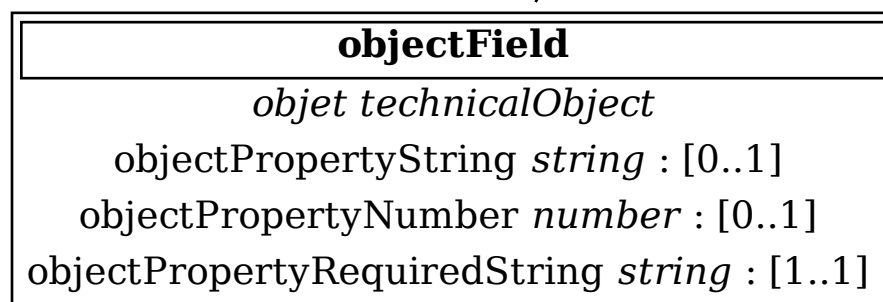 objectField
objet technicalObject
objectPropertyString string : [0..1]
objectPropertyNumber number : [0..1]
objectPropertyRequiredString string : [1..1]